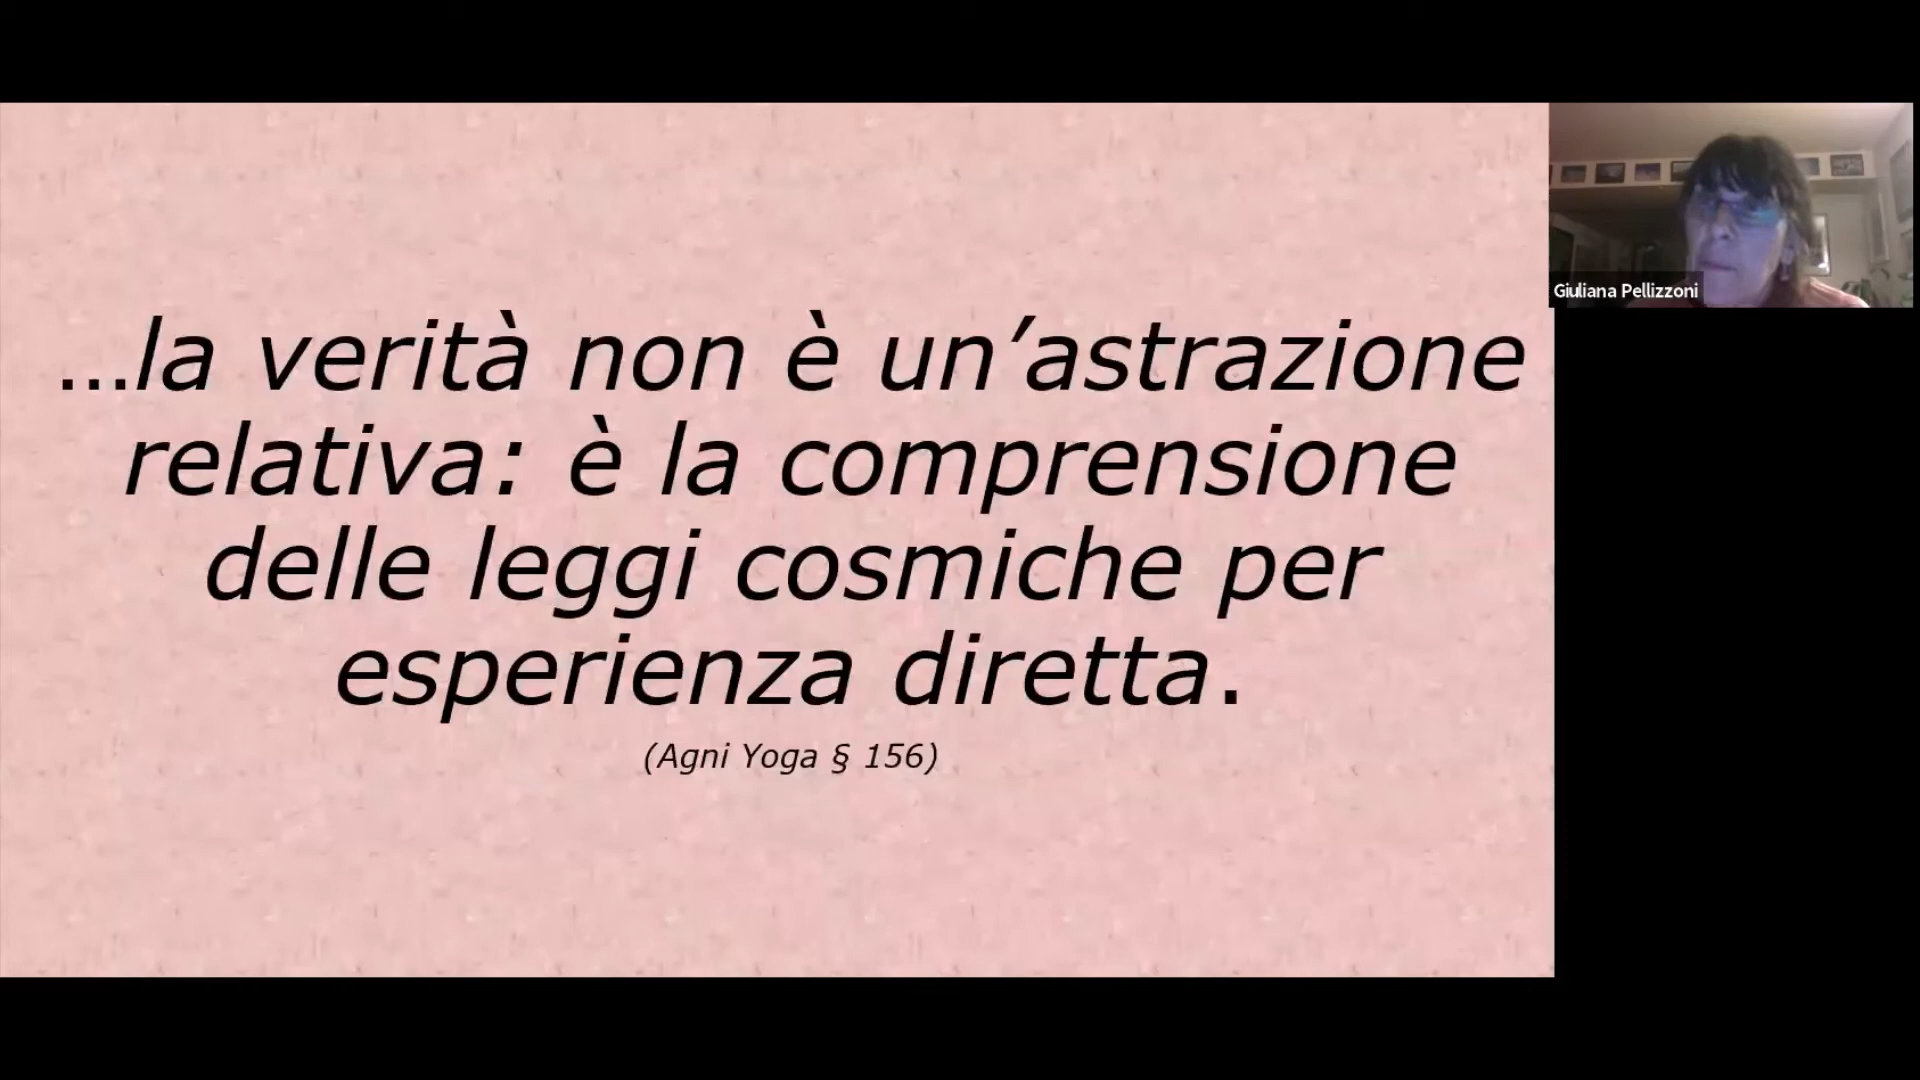 ...la verità non è un’astrazione
relativa: è la comprensione
delle leggi cosmiche per
esperienza diretta.
(Agni Yoga § 156)
Giuliana Pellizzoni